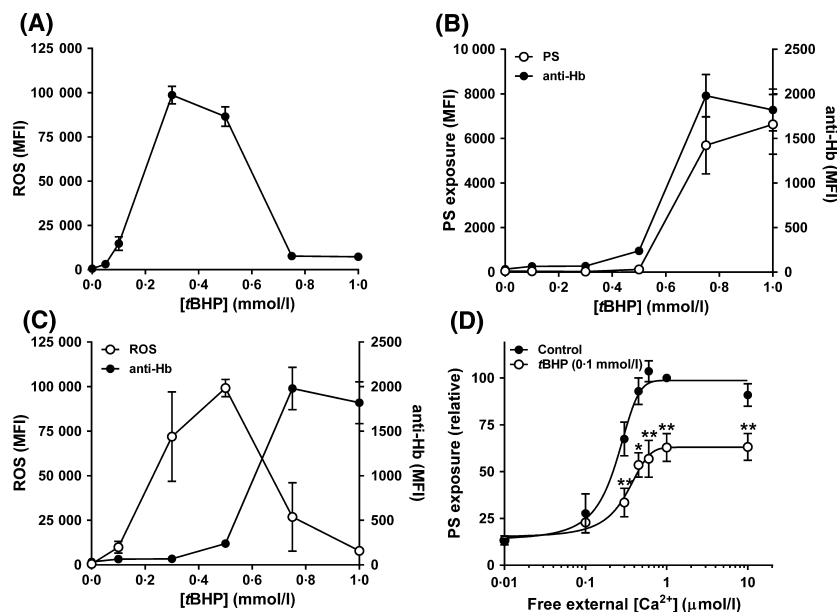 (A)
125 000
100 000
75 000
50 000
25 000
0
ROS (MFI)
0·0 0·2 0·4 0·6 0·8 1·0
[tBHP] (mmol/l)
(B)
PS
anti-Hb
10 000
8000
6000
4000
2000
0
PS exposure (MFI)
2500
2000
1500
1000
500
0
anti-Hb (MFI)
0·0 0·2 0·4 0·6 0·8 1·0
[tBHP] (mmol/l)
(C)
ROS
anti-Hb
125 000
100 000
75 000
50 000
25 000
0
ROS (MFI)
2500
2000
1500
1000
500
0
anti-Hb (MFI)
0·0 0·2 0·4 0·6 0·8 1·0
[tBHP] (mmol/l)
(D)
Control
tBHP (0·1 mmol/l)
100
75
50
25
0
PS exposure (relative)
** * ** ** **
0·01 0·1 1 10
Free external [Ca²⁺] (μmol/l)